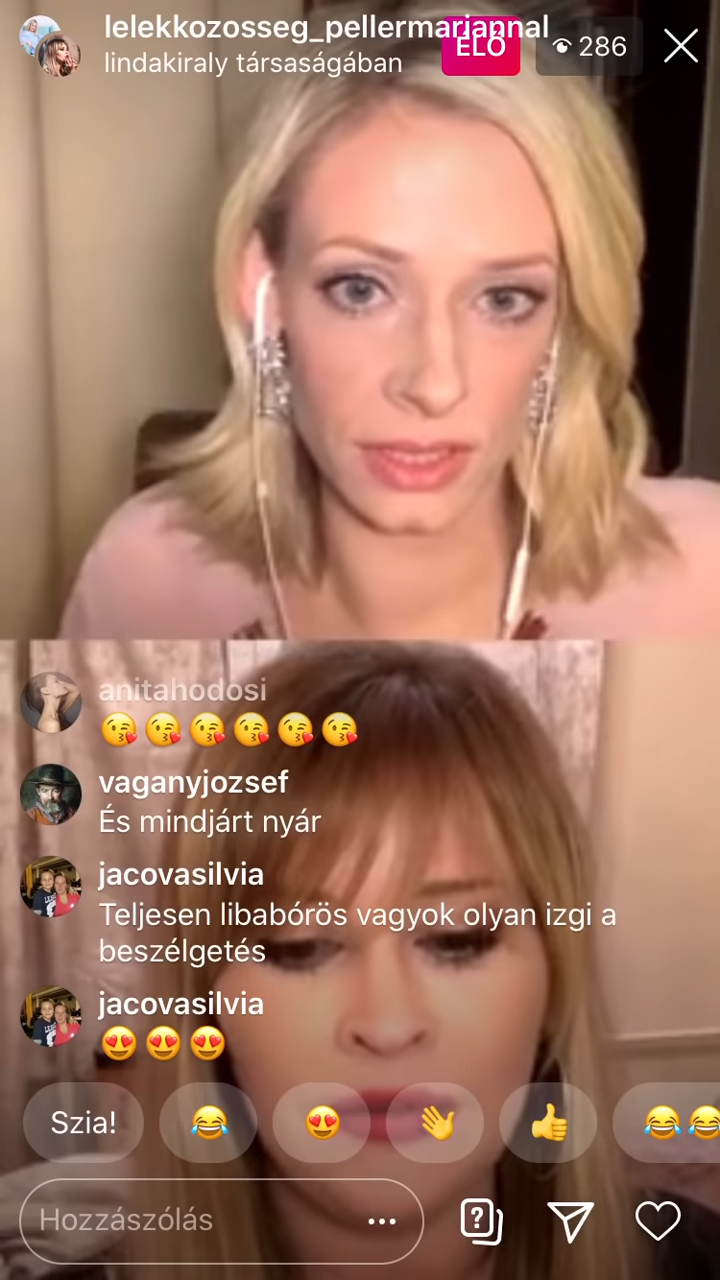 lelekkozosseg_pellermariannal
lindakiraly társaságában
ÉLŐ
286
anitahodosi
😘😘😘😘😘😘
vaganyjozsef
És mindjárt nyár
jacovasilvia
Teljesen libabórös vagyok olyan izgi a
beszélgetés
jacovasilvia
😍😍😍
Szia! 😂 😍 👋 👍 😂😂
Hozzászólás